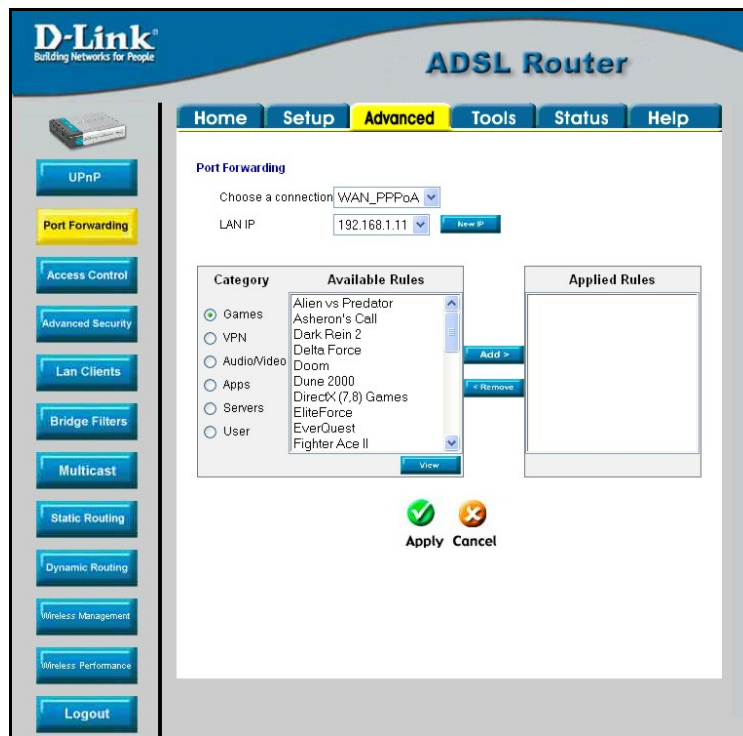 D-Link®
Building Networks for People
ADSL Router
Home Setup Advanced Tools Status Help
UPnP
Port Forwarding
Access Control
Advanced Security
Lan Clients
Bridge Filters
Multicast
Static Routing
Dynamic Routing
Wireless Management
Wireless Performance
Logout
Port Forwarding
Choose a connection WAN_PPPoA
LAN IP 192.168.1.11 New IP
Category Available Rules Applied Rules
Games
VPN
Audio/Video
Apps
Servers
User
Alien vs Predator
Asheron's Call
Dark Rein 2
Delta Force
Doom
Dune 2000
DirectX (7,8) Games
EliteForce
EverQuest
Fighter Ace II
Add >
< Remove
View
Apply Cancel